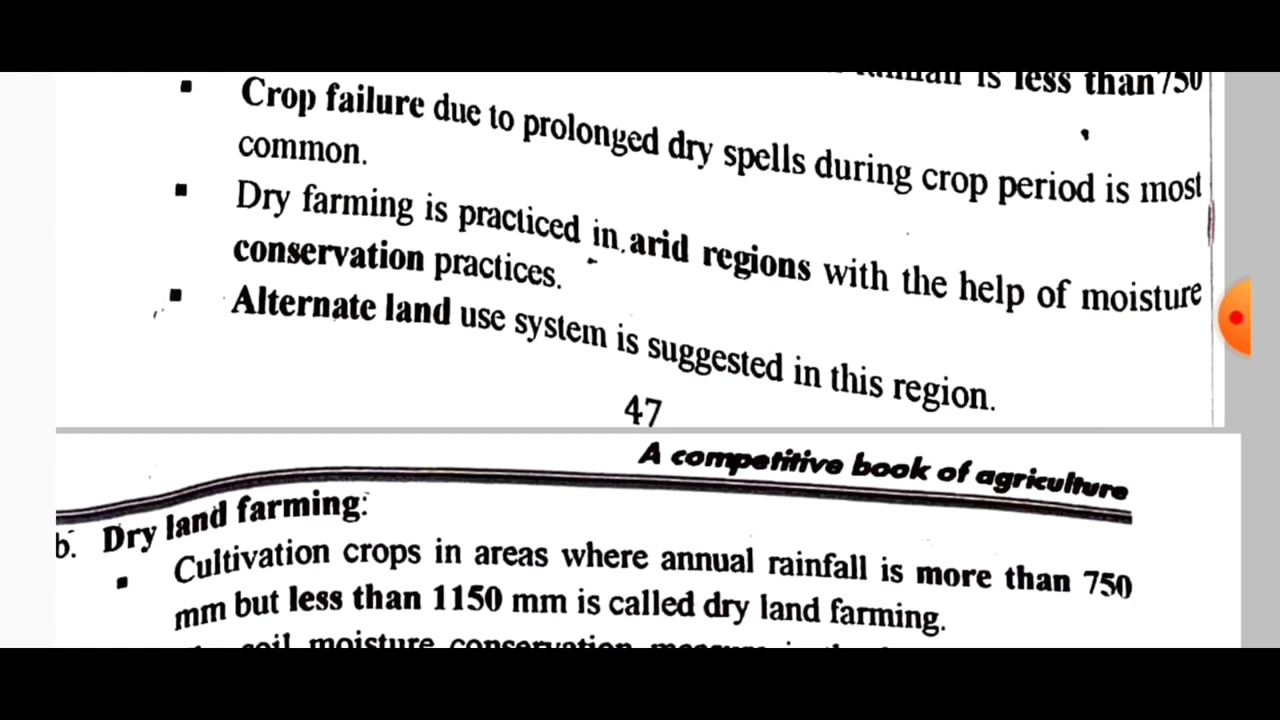 is less than 750
▪ Crop failure due to prolonged dry spells during crop period is most
common.
▪ Dry farming is practiced in arid regions with the help of moisture
conservation practices.
▪ Alternate land use system is suggested in this region.
47
A competitive book of agriculture
b. Dry land farming:
▪ Cultivation crops in areas where annual rainfall is more than 750
mm but less than 1150 mm is called dry land farming.
soil moisture conservation measure